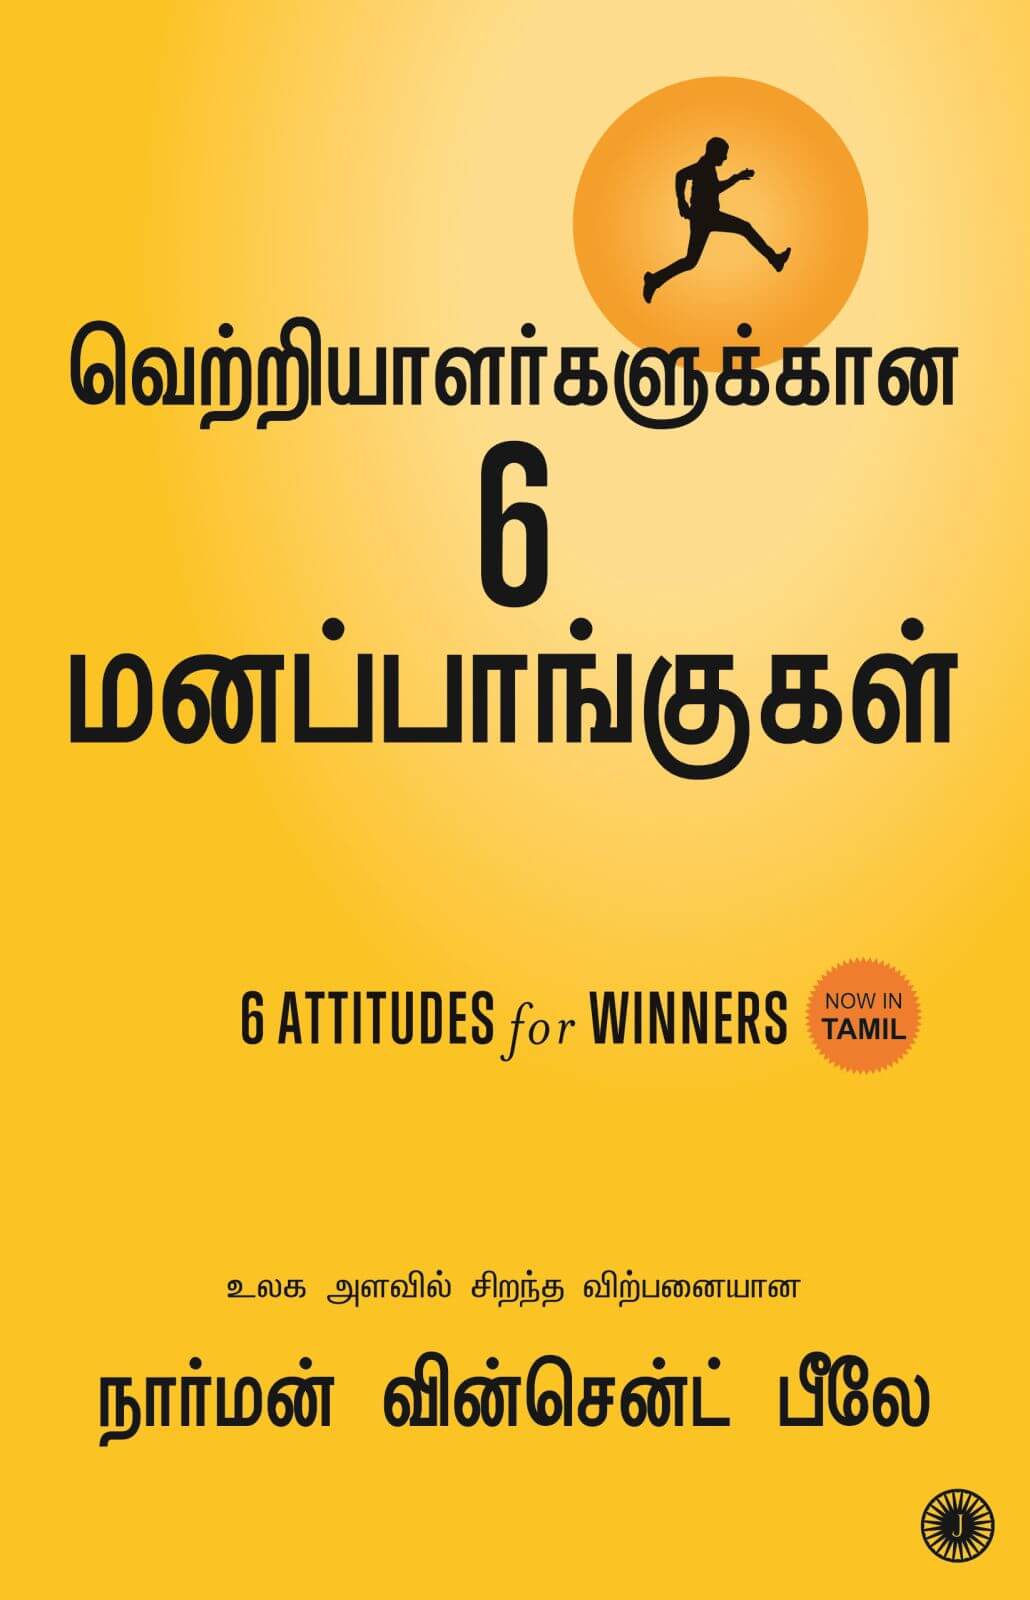 வெற்றியாளர்களுக்கான
6
மனப்பாங்குகள்
6 ATTITUDES for WINNERS
NOW IN
TAMIL
உலக அளவில் சிறந்த விற்பனையான
நார்மன் வின்சென்ட் பீலே
J